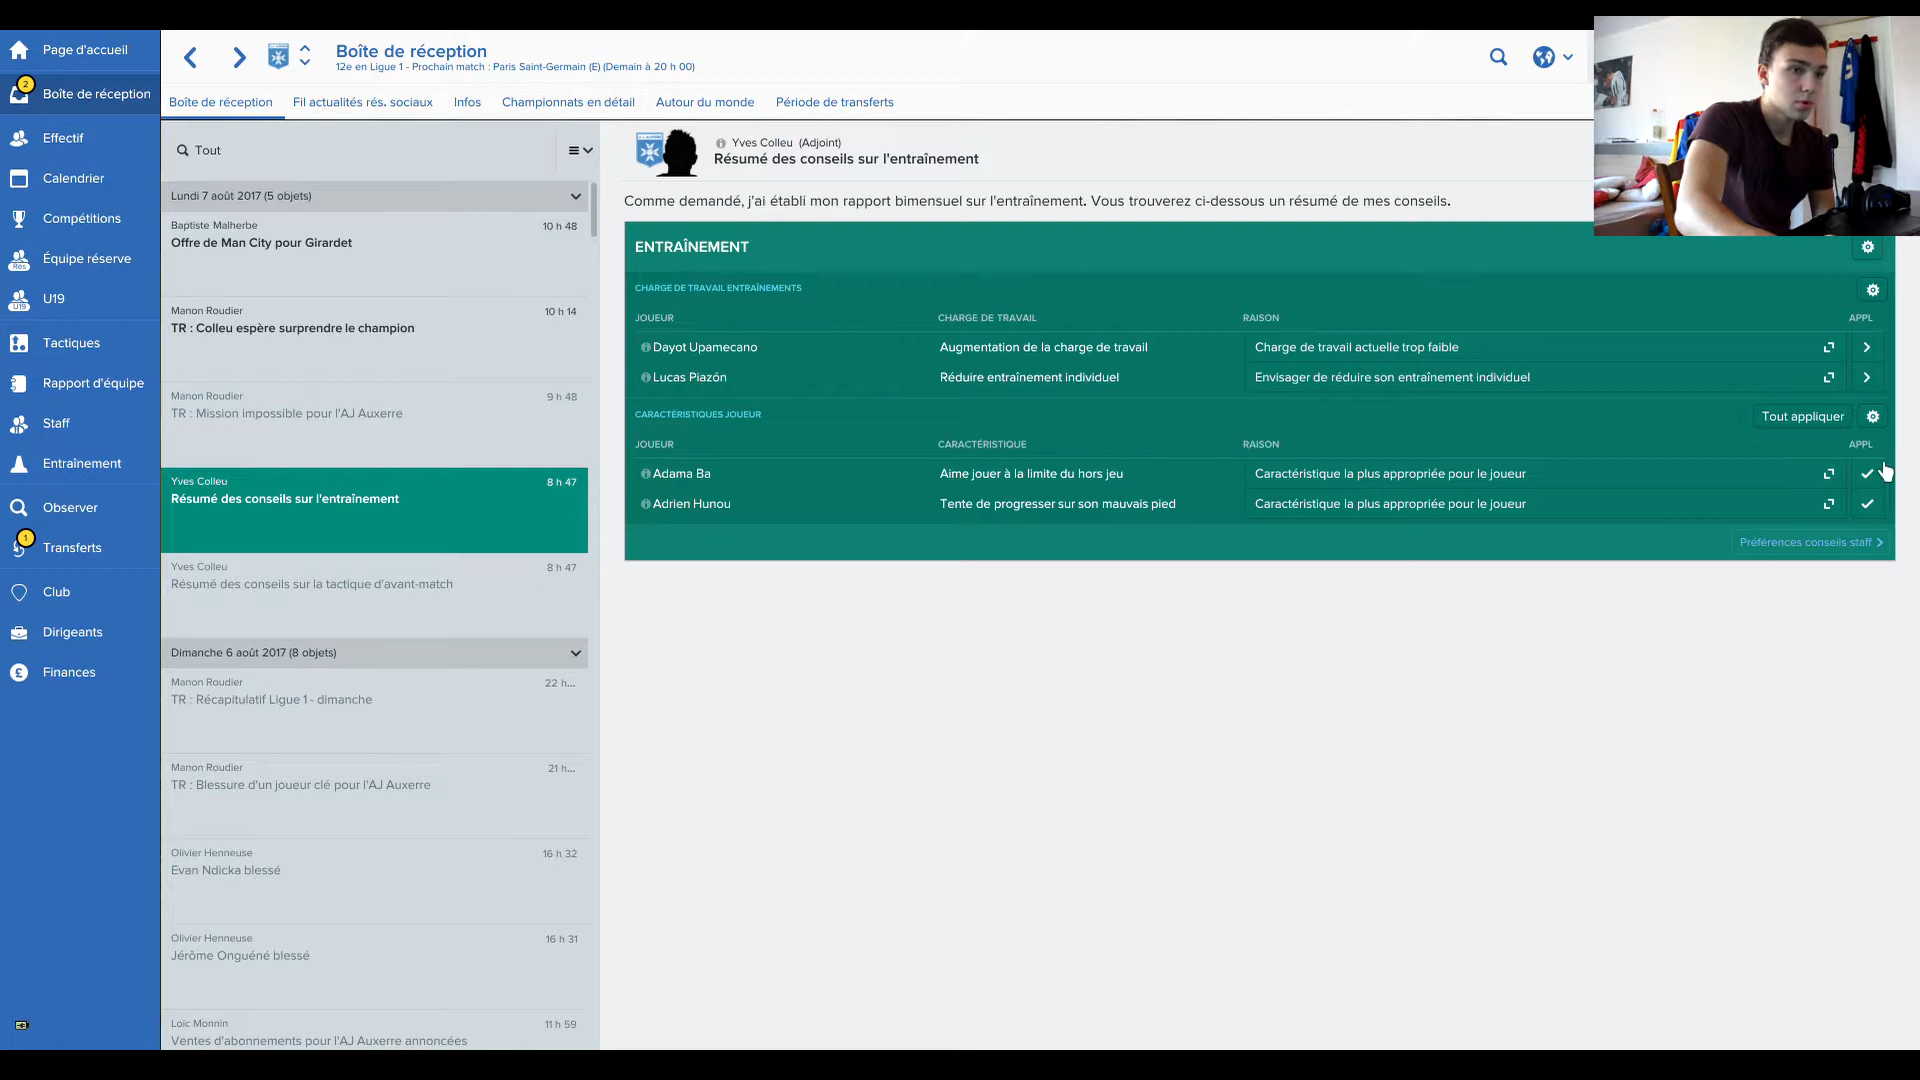 Page d'accueil
2
Boîte de réception
Effectif
Calendrier
Compétitions
Équipe réserve
U19
Tactiques
Rapport d'équipe
Staff
Entraînement
Observer
1
Transferts
Club
Dirigeants
Finances
Boîte de réception
12e en Ligue 1 - Prochain match : Paris Saint-Germain (E) (Demain à 20 h 00)
Boîte de réception Fil actualités rés. sociaux Infos Championnats en détail Autour du monde Période de transferts
Tout
Lundi 7 août 2017 (5 objets)
Baptiste Malherbe 10 h 48
Offre de Man City pour Girardet
Manon Roudier 10 h 14
TR : Colleu espère surprendre le champion
Manon Roudier 9 h 48
TR : Mission impossible pour l'AJ Auxerre
Yves Colleu 8 h 47
Résumé des conseils sur l'entraînement
Yves Colleu 8 h 47
Résumé des conseils sur la tactique d'avant-match
Dimanche 6 août 2017 (8 objets)
Manon Roudier 22 h...
TR : Récapitulatif Ligue 1 - dimanche
Manon Roudier 21 h...
TR : Blessure d'un joueur clé pour l'AJ Auxerre
Olivier Henneuse 16 h 32
Evan Ndicka blessé
Olivier Henneuse 16 h 31
Jérôme Onguéné blessé
Loïc Monnin 11 h 59
Ventes d'abonnements pour l'AJ Auxerre annoncées
Yves Colleu (Adjoint)
Résumé des conseils sur l'entraînement
Comme demandé, j'ai établi mon rapport bimensuel sur l'entraînement. Vous trouverez ci-dessous un résumé de mes conseils.
ENTRAÎNEMENT
CHARGE DE TRAVAIL ENTRAÎNEMENTS
JOUEUR CHARGE DE TRAVAIL RAISON APPL
Dayot Upamecano Augmentation de la charge de travail Charge de travail actuelle trop faible
Lucas Piazón Réduire entraînement individuel Envisager de réduire son entraînement individuel
CARACTÉRISTIQUES JOUEUR Tout appliquer
JOUEUR CARACTÉRISTIQUE RAISON APPL
Adama Ba Aime jouer à la limite du hors jeu Caractéristique la plus appropriée pour le joueur
Adrien Hunou Tente de progresser sur son mauvais pied Caractéristique la plus appropriée pour le joueur
Préférences conseils staff